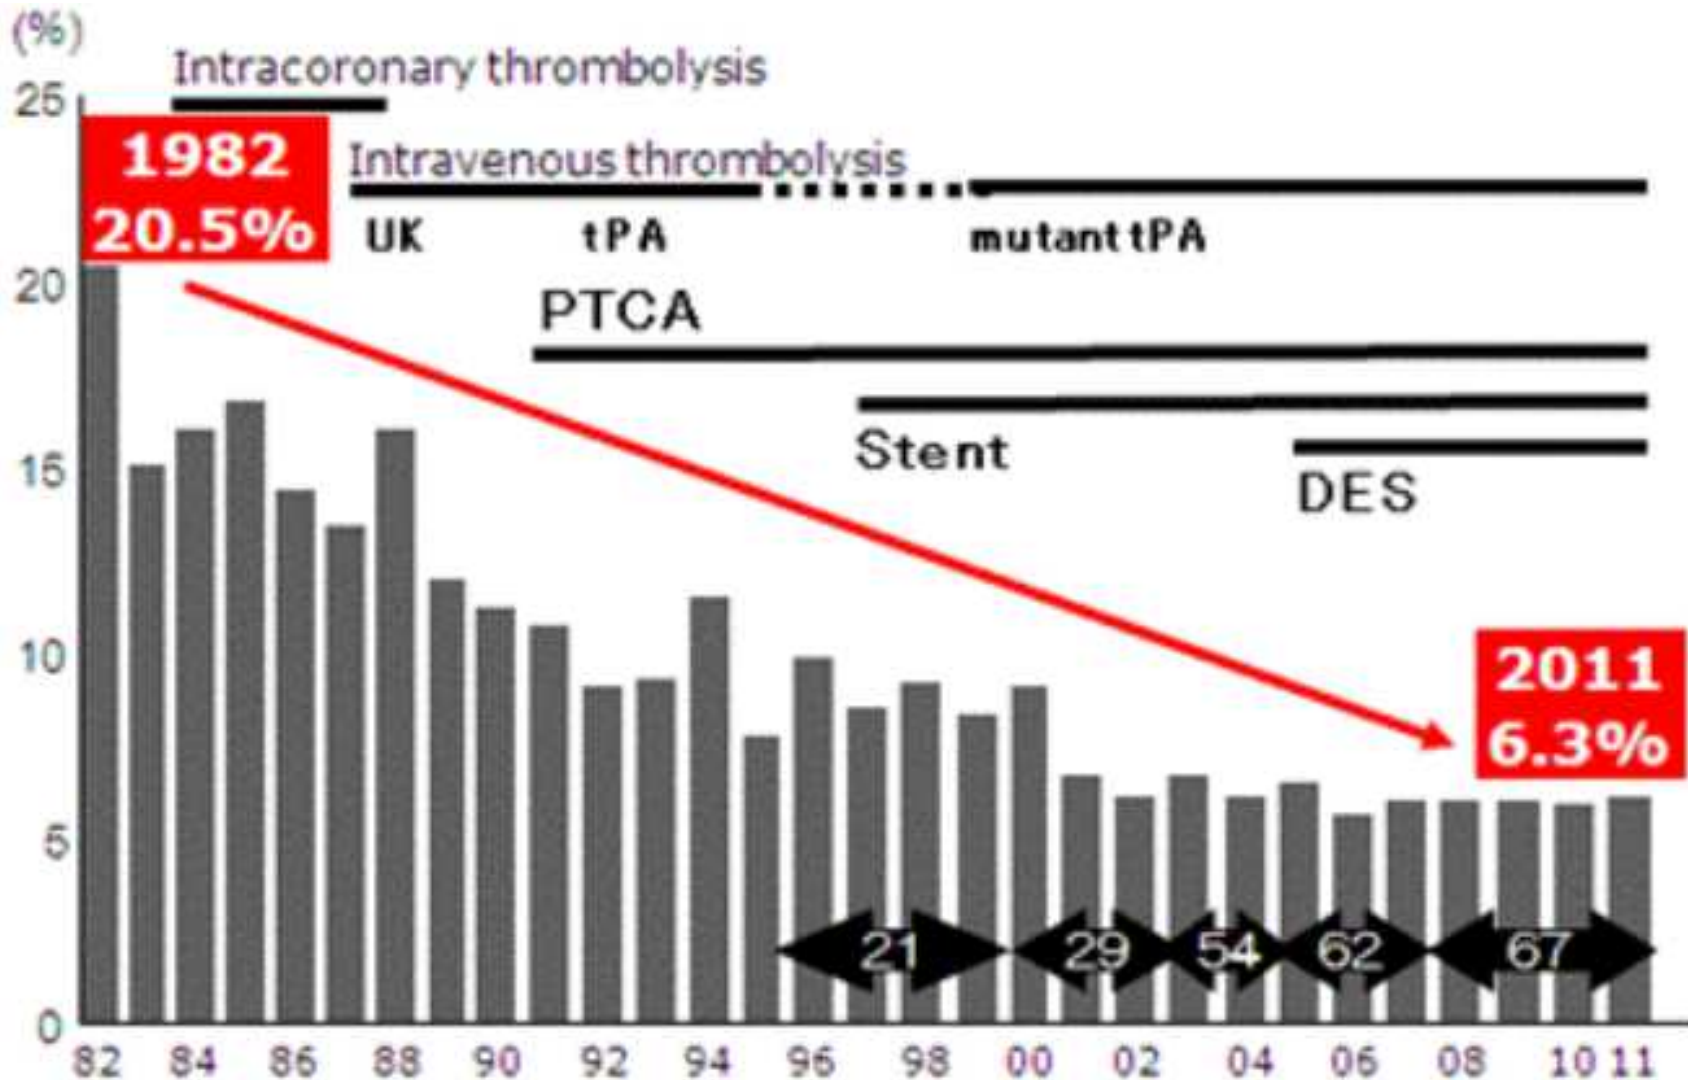 (%)
Intracoronary thrombolysis
25
1982
20.5%
Intravenous thrombolysis
UK
tPA
mutant tPA
20
PTCA
Stent
15
DES
10
2011
6.3%
5
21
29
54
62
67
0
82 84 86 88 90 92 94 96 98 00 02 04 06 08 10 11